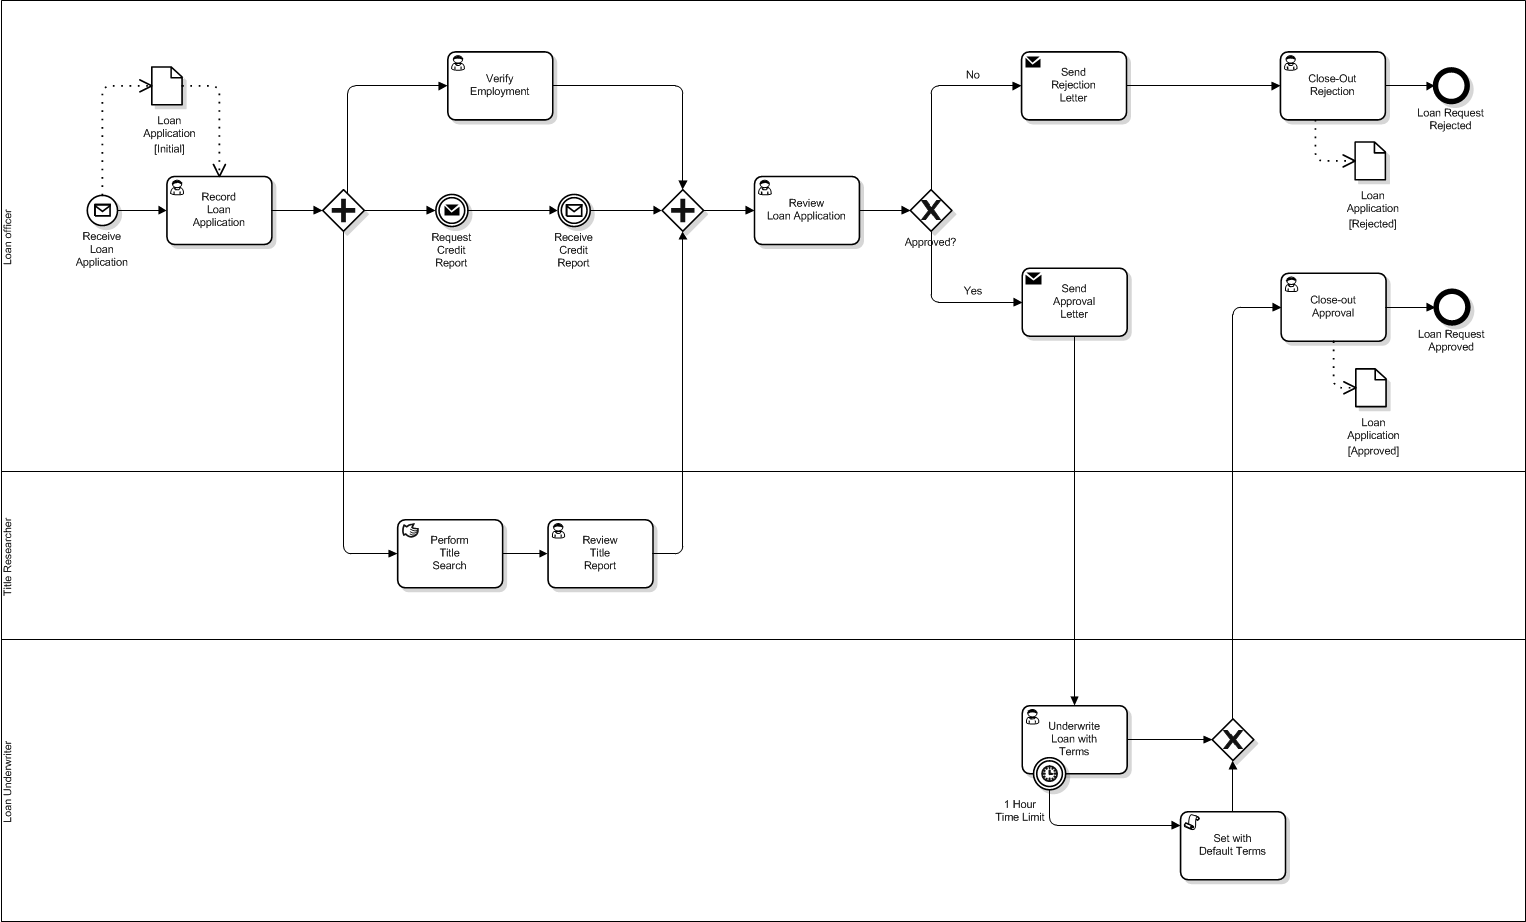 Loan officer
Receive
Loan
Application
Loan
Application
[Initial]
Record
Loan
Application
Verify
Employment
Request
Credit
Report
Receive
Credit
Report
Review
Loan Application
Approved?
No
Send
Rejection
Letter
Close-Out
Rejection
Loan Request
Rejected
Loan
Application
[Rejected]
Yes
Send
Approval
Letter
Close-out
Approval
Loan Request
Approved
Loan
Application
[Approved]
Title Researcher
Perform
Title
Search
Review
Title
Report
Loan Underwriter
Underwrite
Loan with
Terms
1 Hour
Time Limit
Set with
Default Terms